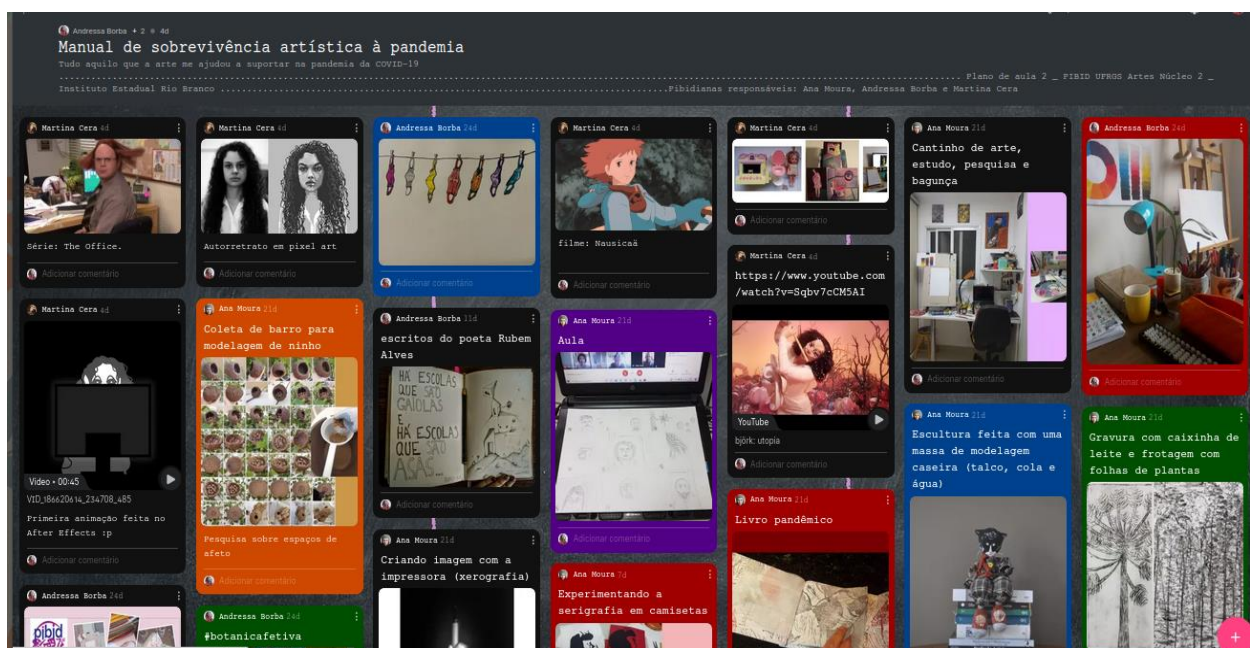 Andressa Borba + 2 • 4d
Manual de sobrevivência artística à pandemia
Tudo aquilo que a arte me ajudou a suportar na pandemia da COVID-19
Plano de aula 2 _ PIBID UFRGS Artes Núcleo 2 _
Instituto Estadual Rio Branco
Pibidianas responsáveis: Ana Moura, Andressa Borba e Martina Cera
Martina Cera 4d
Série: The Office.
Adicionar comentário
Martina Cera 4d
Video • 00:45
VID_186620614_234708_485
Primeira animação feita no
After Effects :p
Adicionar comentário
Andressa Borba 24d
pibid
Martina Cera 4d
Autorretrato em pixel art
Adicionar comentário
Ana Moura 21d
Coleta de barro para
modelagem de ninho
Pesquisa sobre espaços de
afeto
Adicionar comentário
Andressa Borba 24d
#botanicafetiva
Andressa Borba 24d
Adicionar comentário
Andressa Borba 11d
escritos do poeta Rubem
Alves
HÁ ESCOLAS
QUE SÃO
GAIOLAS
E
HÁ ESCOLAS
QUE SÃO
ASAS...
Adicionar comentário
Ana Moura 21d
Criando imagem com a
impressora (xerografia)
Martina Cera 4d
filme: Nausicaä
Adicionar comentário
Ana Moura 21d
Aula
Adicionar comentário
Ana Moura 7d
Experimentando a
serigrafia em camisetas
Martina Cera 4d
Adicionar comentário
Martina Cera 4d
https://www.youtube.com
/watch?v=Sqbv7cCM5AI
YouTube
björk: utopia
Adicionar comentário
Ana Moura 21d
Livro pandêmico
Ana Moura 21d
Cantinho de arte,
estudo, pesquisa e
bagunça
Adicionar comentário
Ana Moura 21d
Escultura feita com uma
massa de modelagem
caseira (talco, cola e
água)
Andressa Borba 24d
Adicionar comentário
Ana Moura 21d
Gravura com caixinha de
leite e frotagem com
folhas de plantas